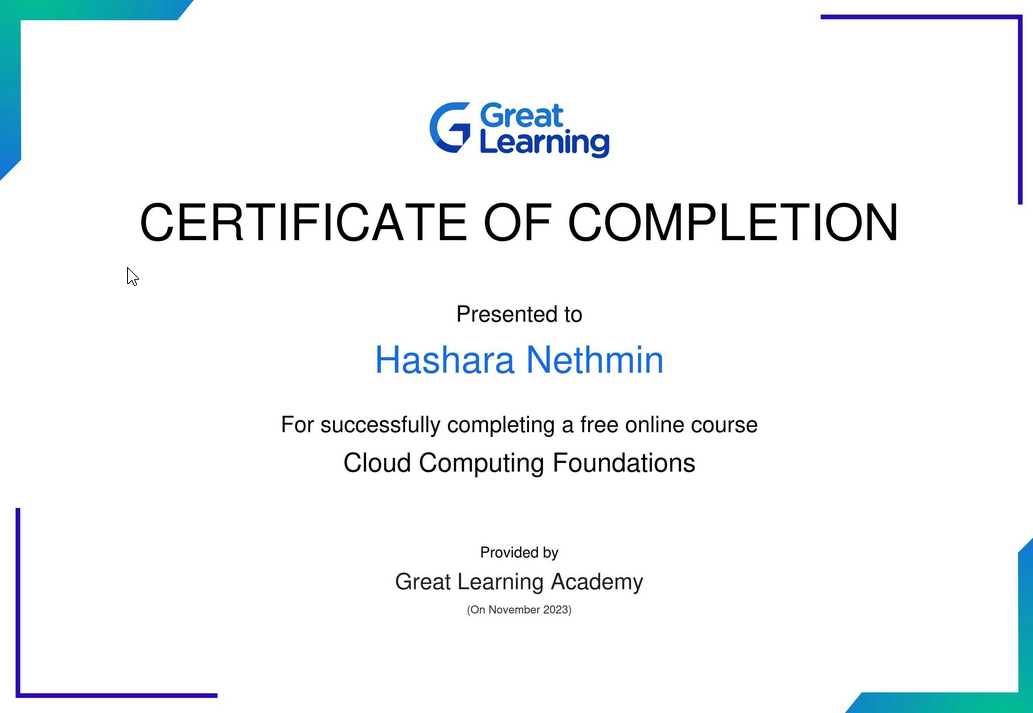 Great
Learning
CERTIFICATE OF COMPLETION
Presented to
Hashara Nethmin
For successfully completing a free online course
Cloud Computing Foundations
Provided by
Great Learning Academy
(On November 2023)